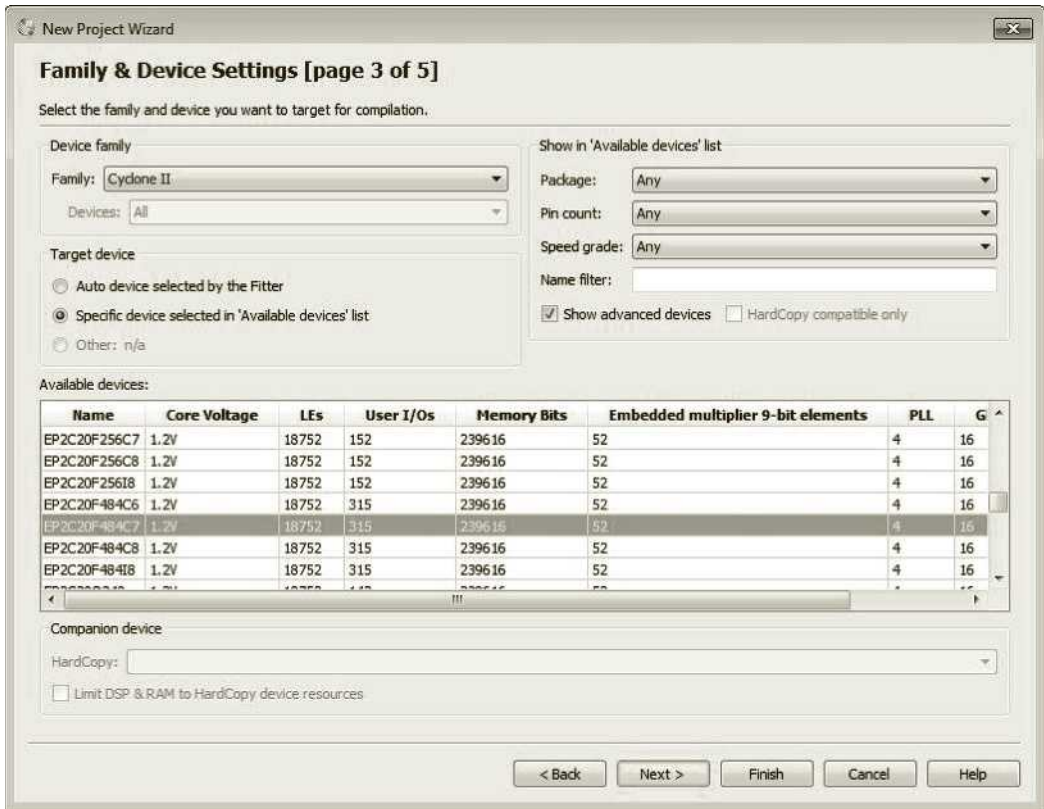 New Project Wizard
Family & Device Settings [page 3 of 5]
Select the family and device you want to target for compilation.
Device family
Family: Cyclone II
Devices: All
Target device
Auto device selected by the Fitter
Specific device selected in 'Available devices' list
Other: n/a
Show in 'Available devices' list
Package: Any
Pin count: Any
Speed grade: Any
Name filter:
Show advanced devices HardCopy compatible only
Available devices:
Name Core Voltage LEs User I/Os Memory Bits Embedded multiplier 9-bit elements PLL G
EP2C20F256C7 1.2V 18752 152 239616 52 4 16
EP2C20F256C8 1.2V 18752 152 239616 52 4 16
EP2C20F256I8 1.2V 18752 152 239616 52 4 16
EP2C20F484C6 1.2V 18752 315 239616 52 4 16
EP2C20F484C7 1.2V 18752 315 239616 52 4 16
EP2C20F484C8 1.2V 18752 315 239616 52 4 16
EP2C20F484I8 1.2V 18752 315 239616 52 4 16
Companion device
HardCopy:
Limit DSP & RAM to HardCopy device resources
< Back Next > Finish Cancel Help